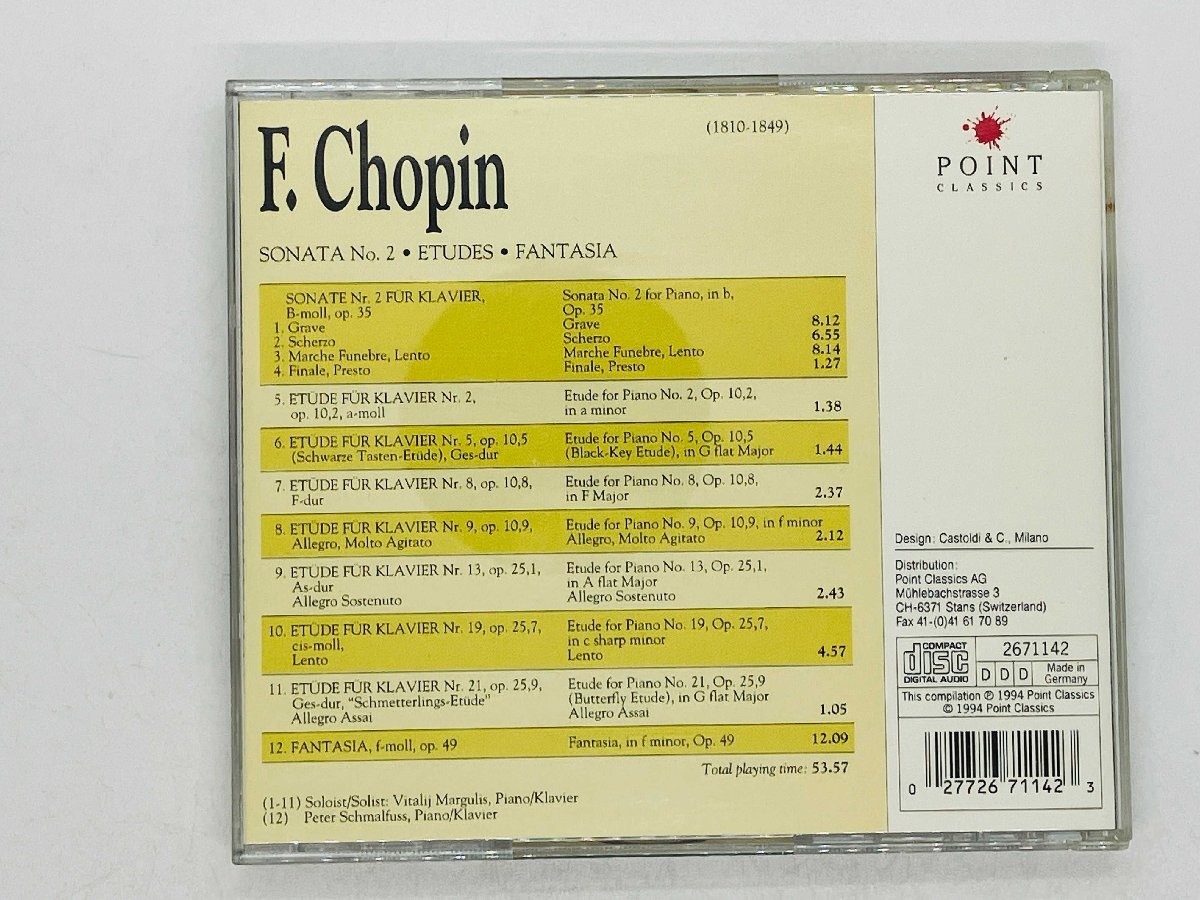 F. Chopin
(1810-1849)
SONATA No. 2 • ETUDES • FANTASIA
SONATE Nr. 2 FÜR KLAVIER,
B-moll, op. 35
1. Grave
2. Scherzo
3. Marche Funebre, Lento
4. Finale, Presto
Sonata No. 2 for Piano, in b,
Op. 35
Grave 8.12
Scherzo 6.55
Marche Funebre, Lento 8.14
Finale, Presto 1.27
5. ETÜDE FÜR KLAVIER Nr. 2,
op. 10,2, a-moll
Etude for Piano No. 2, Op. 10,2,
in a minor 1.38
6. ETÜDE FÜR KLAVIER Nr. 5, op. 10,5
(Schwarze Tasten-Etüde), Ges-dur
Etude for Piano No. 5, Op. 10,5
(Black-Key Etude), in G flat Major 1.44
7. ETÜDE FÜR KLAVIER Nr. 8, op. 10,8,
F-dur
Etude for Piano No. 8, Op. 10,8,
in F Major 2.37
8. ETÜDE FÜR KLAVIER Nr. 9, op. 10,9,
Allegro, Molto Agitato
Etude for Piano No. 9, Op. 10,9, in f minor
Allegro, Molto Agitato 2.12
9. ETÜDE FÜR KLAVIER Nr. 13, op. 25,1,
As-dur
Allegro Sostenuto
Etude for Piano No. 13, Op. 25,1,
in A flat Major
Allegro Sostenuto 2.43
10. ETÜDE FÜR KLAVIER Nr. 19, op. 25,7,
cis-moll,
Lento
Etude for Piano No. 19, Op. 25,7,
in c sharp minor
Lento 4.57
11. ETÜDE FÜR KLAVIER Nr. 21, op. 25,9,
Ges-dur, "Schmetterlings-Etüde"
Allegro Assai
Etude for Piano No. 21, Op. 25,9
(Butterfly Etude), in G flat Major
Allegro Assai 1.05
12. FANTASIA, f-moll, op. 49
Fantasia, in f minor, Op. 49 12.09
Total playing time: 53.57
(1-11) Soloist/Solist: Vitalij Margulis, Piano/Klavier
(12) Peter Schmalfuss, Piano/Klavier
POINT
CLASSICS
Design: Castoldi & C., Milano
Distribution:
Point Classics AG
Mühlebachstrasse 3
CH-6371 Stans (Switzerland)
Fax 41-(0)41 61 70 89
COMPACT
disc
DIGITAL AUDIO
2671142
D D D
Made in
Germany
This compilation ℗ 1994 Point Classics
© 1994 Point Classics
0 27726 71142 3